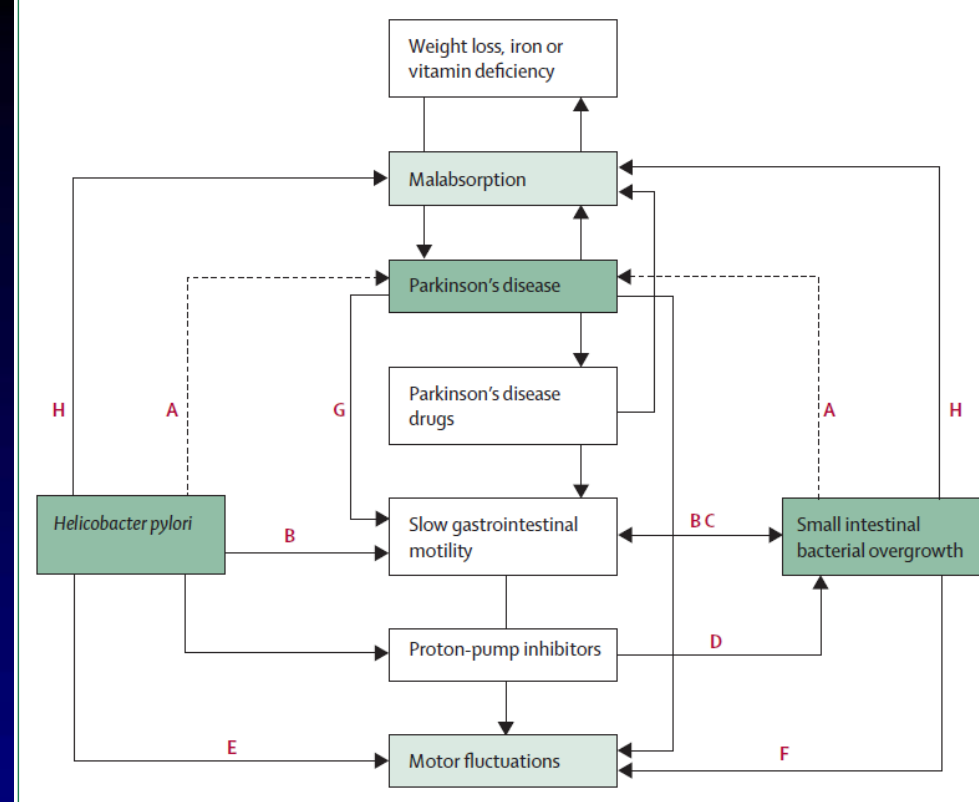 Weight loss, iron or
vitamin deficiency
Malabsorption
Parkinson's disease
Parkinson's disease
drugs
H
A
G
A
H
Helicobacter pylori
B
Slow gastrointestinal
motility
B C
Small intestinal
bacterial overgrowth
Proton-pump inhibitors
D
E
Motor fluctuations
F